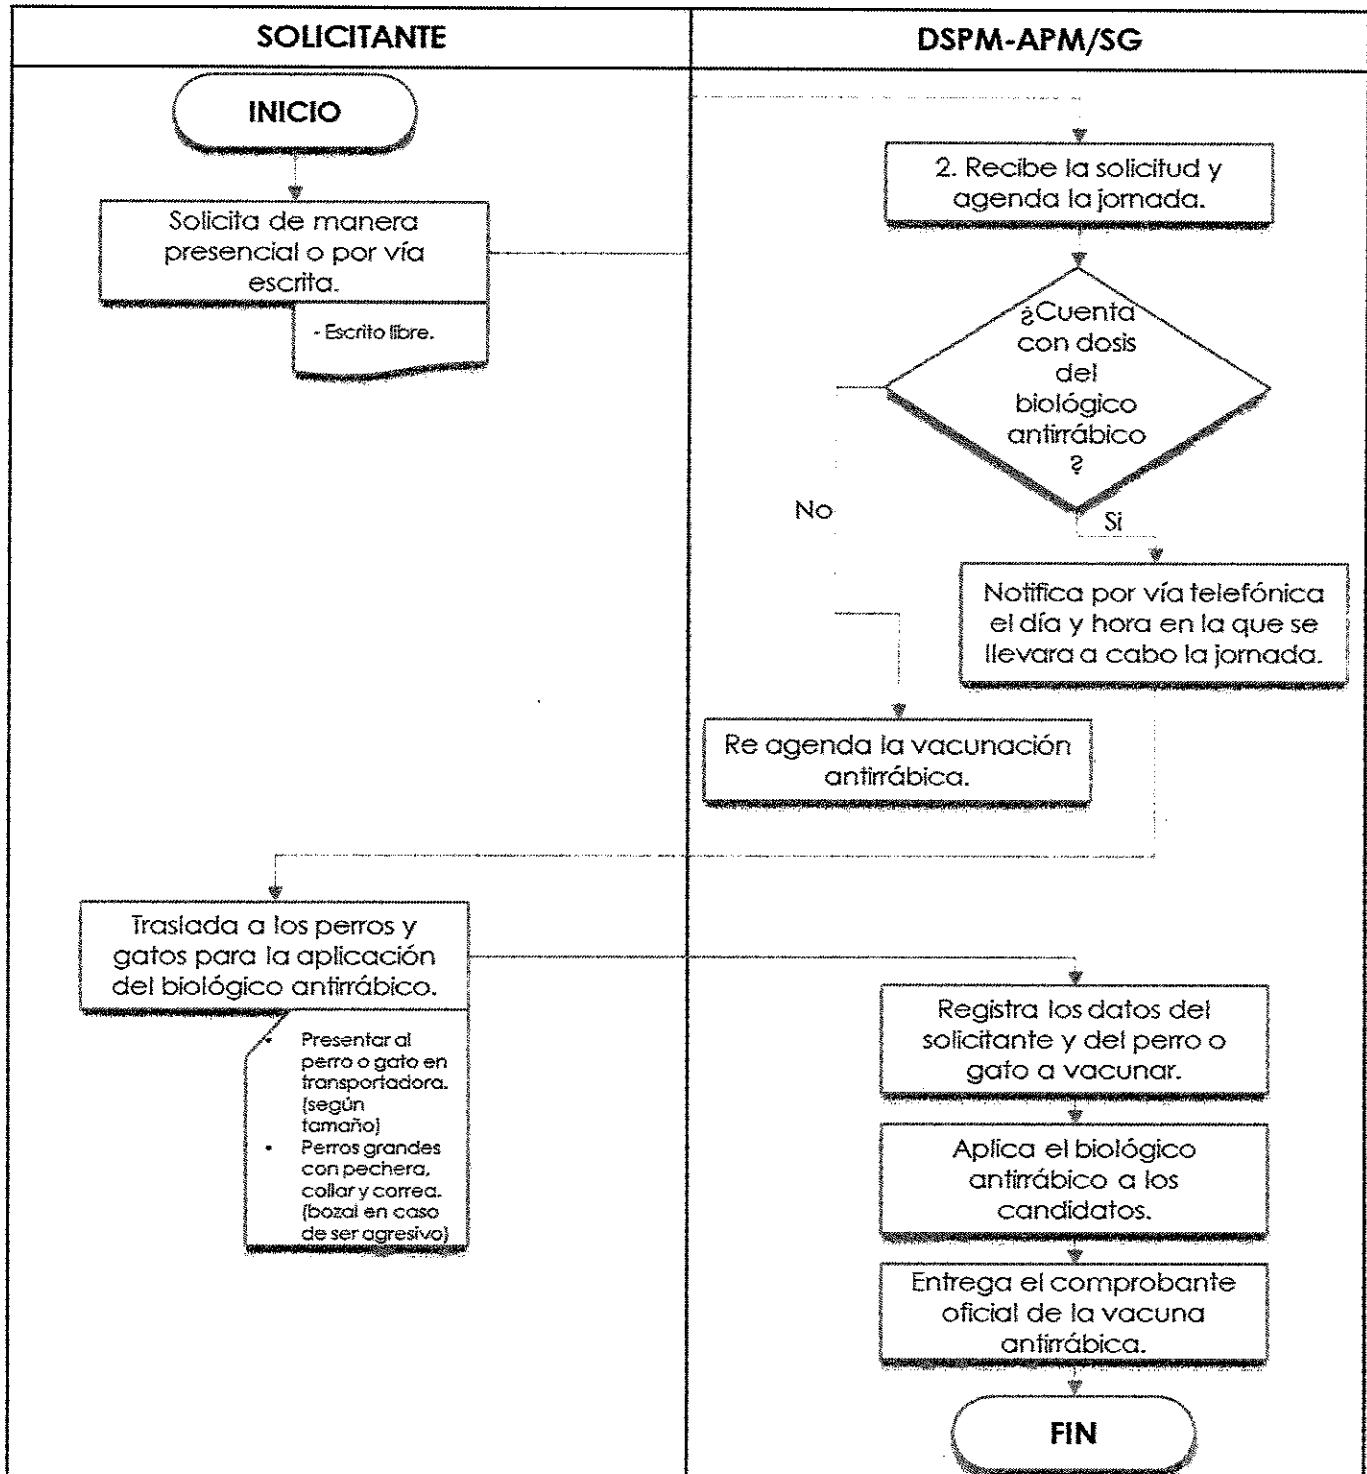 SOLICITANTE
DSPM-APM/SG
INICIO
Solicita de manera
presencial o por vía
escrita.
- Escrito libre.
2. Recibe la solicitud y
agenda la jornada.
¿Cuenta
con dosis
del
biológico
antirrábico
?
No
Si
Notifica por vía telefónica
el día y hora en la que se
llevara a cabo la jornada.
Re agenda la vacunación
antirrábica.
Traslada a los perros y
gatos para la aplicación
del biológico antirrábico.
• Presentar al
perro o gato en
transportadora.
(según
tamaño)
• Perros grandes
con pechera,
collar y correa.
(bozal en caso
de ser agresivo)
Registra los datos del
solicitante y del perro o
gato a vacunar.
Aplica el biológico
antirrábico a los
candidatos.
Entrega el comprobante
oficial de la vacuna
antirrábica.
FIN